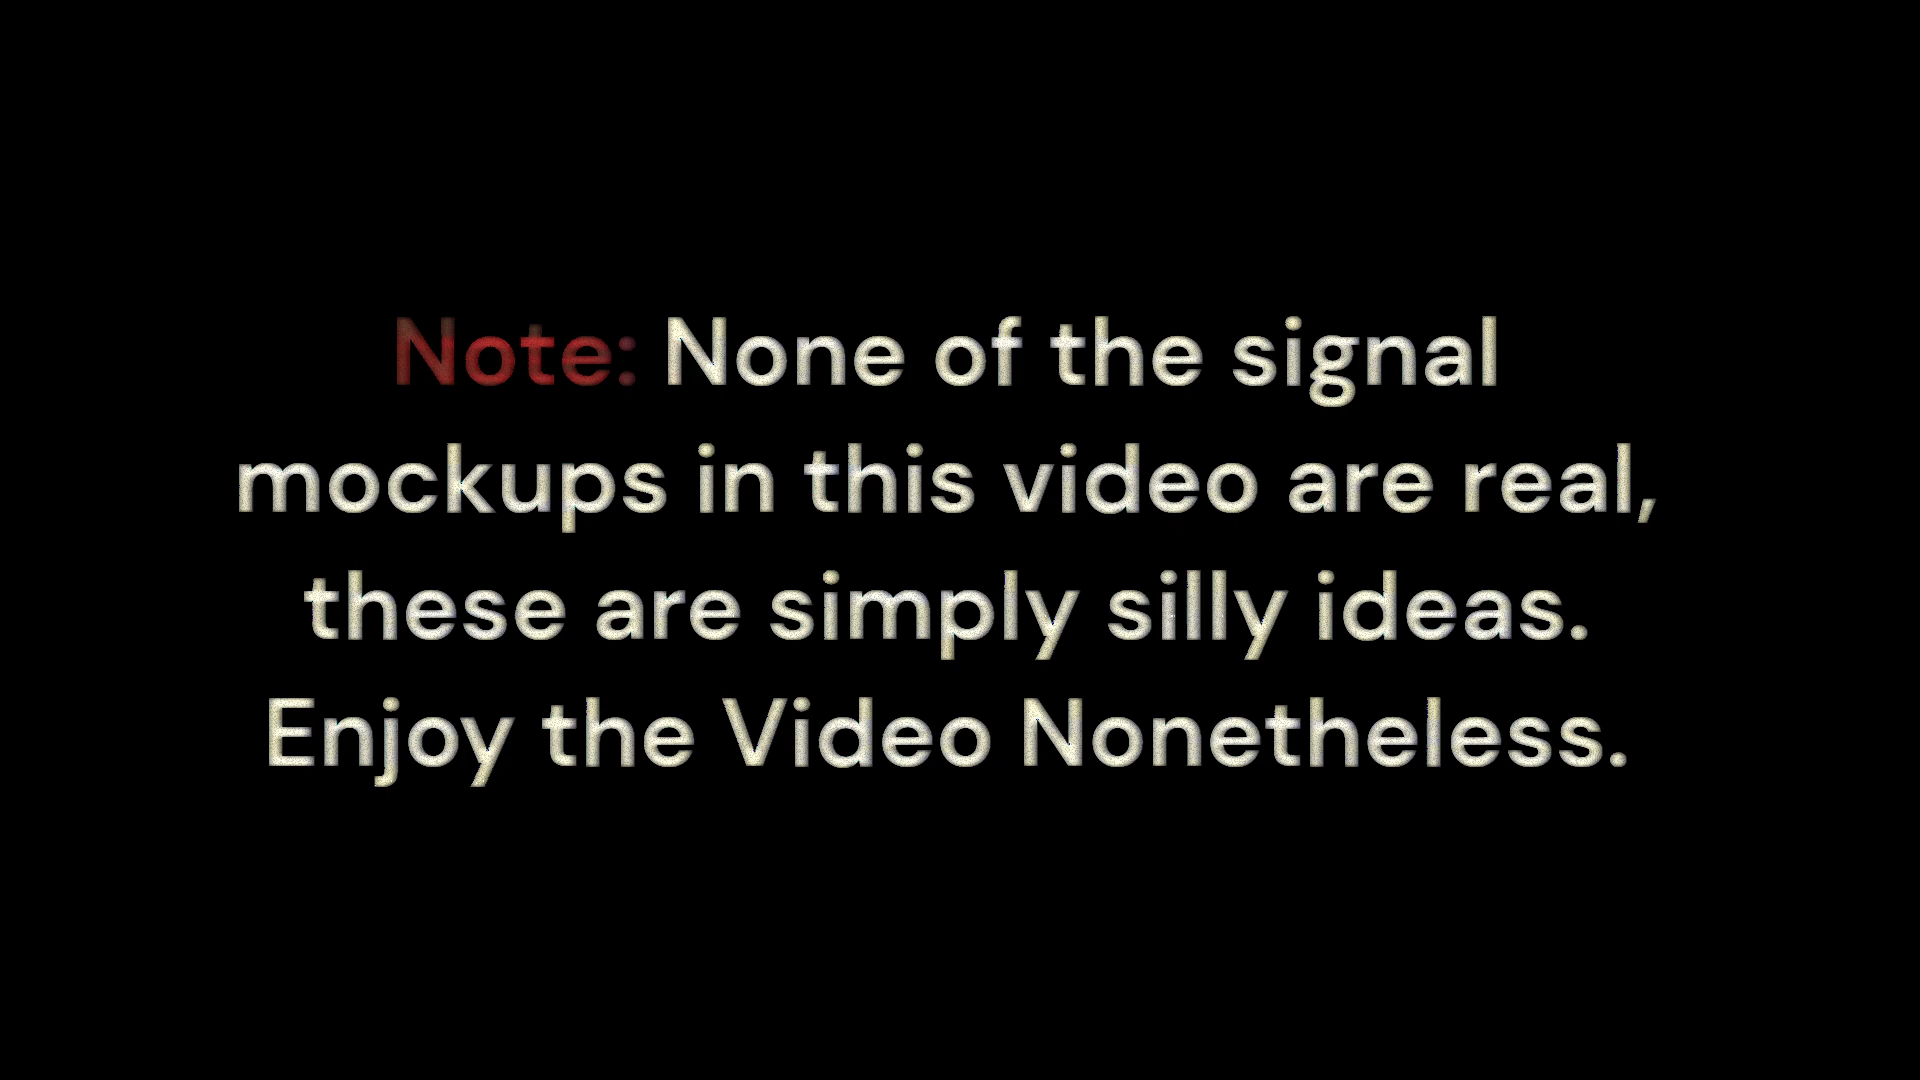 Note: None of the signal
mockups in this video are real,
these are simply silly ideas.
Enjoy the Video Nonetheless.